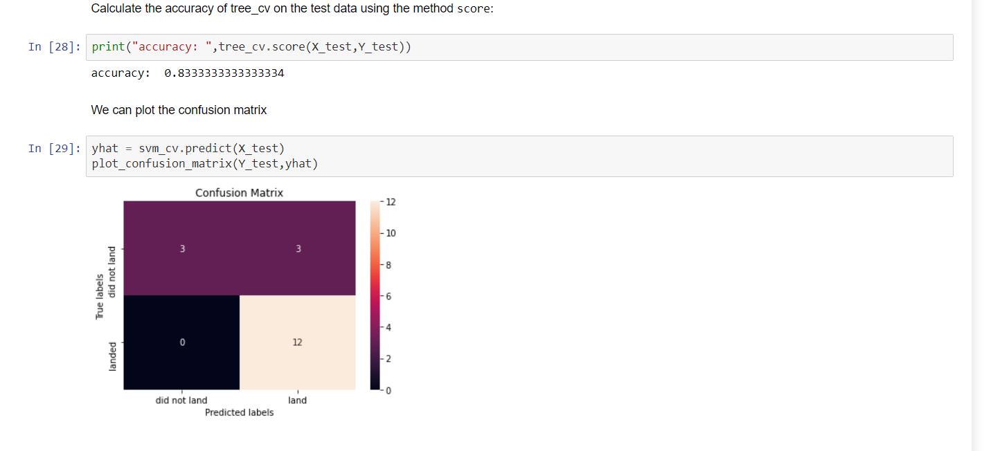 Calculate the accuracy of tree_cv on the test data using the method score:
In [28]: print("accuracy: ",tree_cv.score(X_test,Y_test))
accuracy:  0.8333333333333334
We can plot the confusion matrix
In [29]: yhat = svm_cv.predict(X_test)
plot_confusion_matrix(Y_test,yhat)
Confusion Matrix
True labels
did not land
landed
3
3
0
12
did not land
land
Predicted labels
12
10
8
6
4
2
0